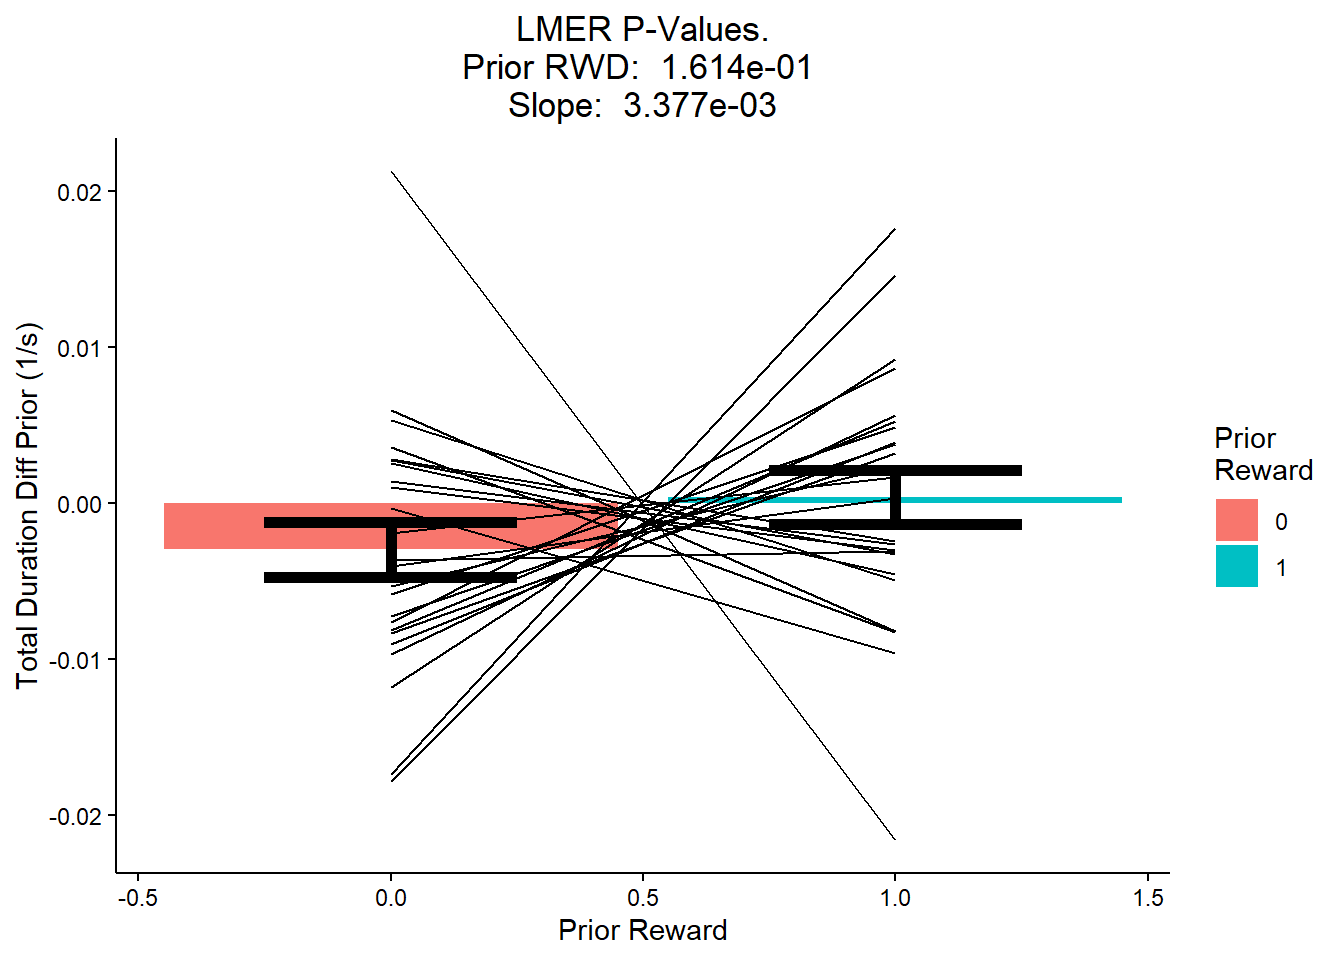 LMER P-Values.
Prior RWD: 1.614e-01
Slope: 3.377e-03
Total Duration Diff Prior (1/s)
0.02
0.01
0.00
-0.01
-0.02
-0.5
0.0
0.5
1.0
1.5
Prior Reward
Prior
Reward
0
1